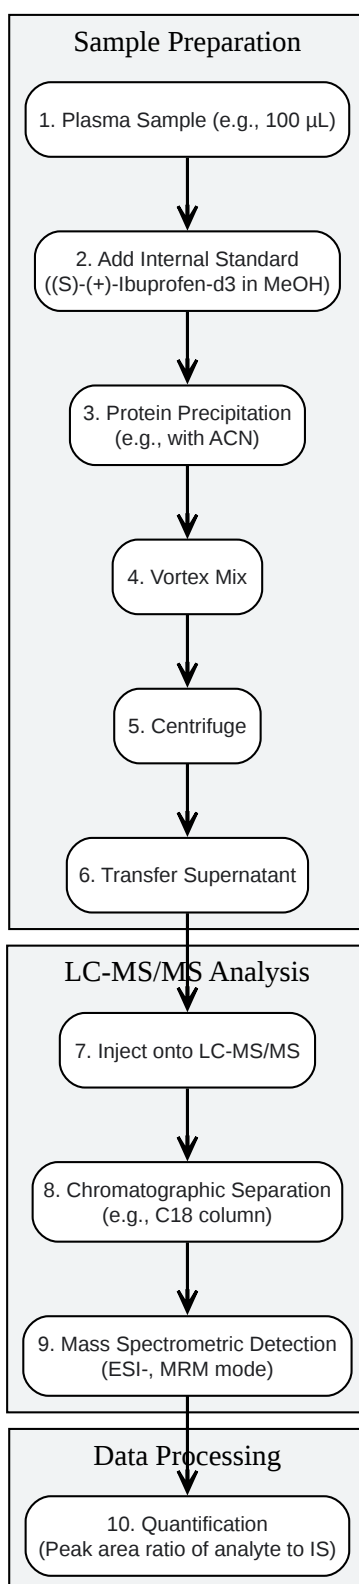 Sample Preparation
1. Plasma Sample (e.g., 100 µL)
2. Add Internal Standard
((S)-(+)-Ibuprofen-d3 in MeOH)
3. Protein Precipitation
(e.g., with ACN)
4. Vortex Mix
5. Centrifuge
6. Transfer Supernatant
LC-MS/MS Analysis
7. Inject onto LC-MS/MS
8. Chromatographic Separation
(e.g., C18 column)
9. Mass Spectrometric Detection
(ESI-, MRM mode)
Data Processing
10. Quantification
(Peak area ratio of analyte to IS)